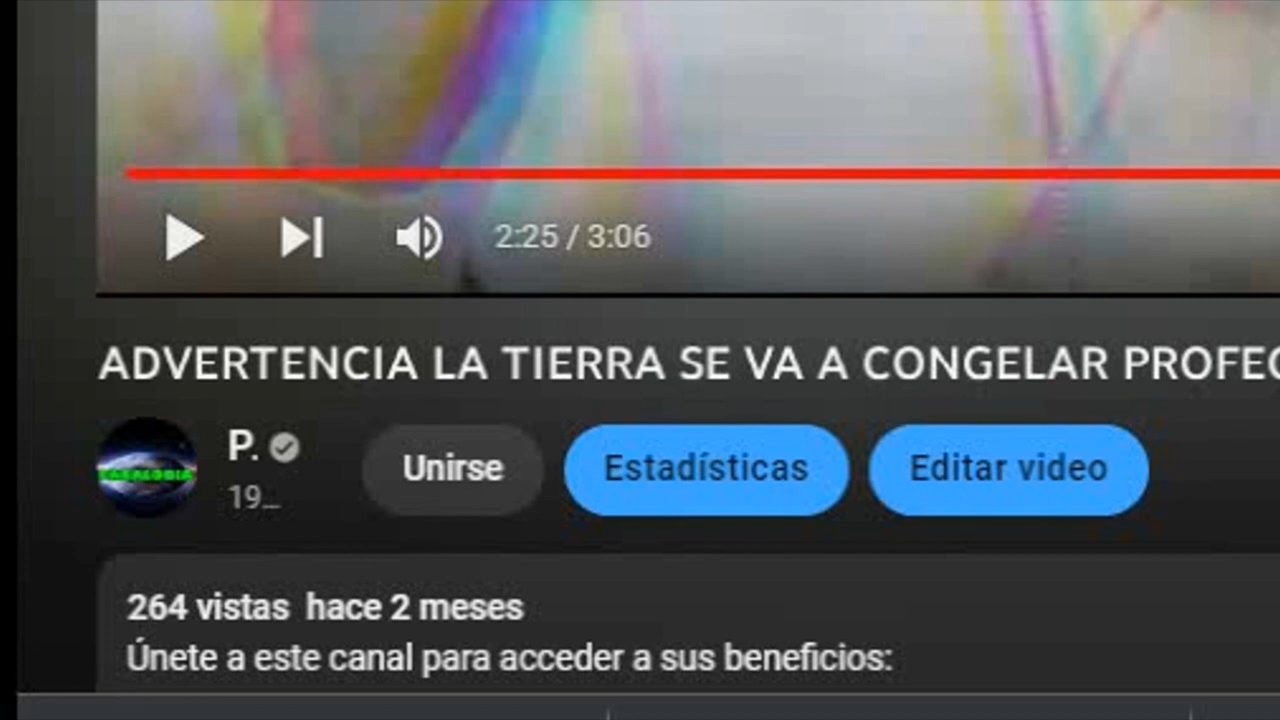 2:25 / 3:06
ADVERTENCIA LA TIERRA SE VA A CONGELAR PROFEC
P.
19...
Unirse
Estadísticas
Editar video
264 vistas hace 2 meses
Únete a este canal para acceder a sus beneficios: